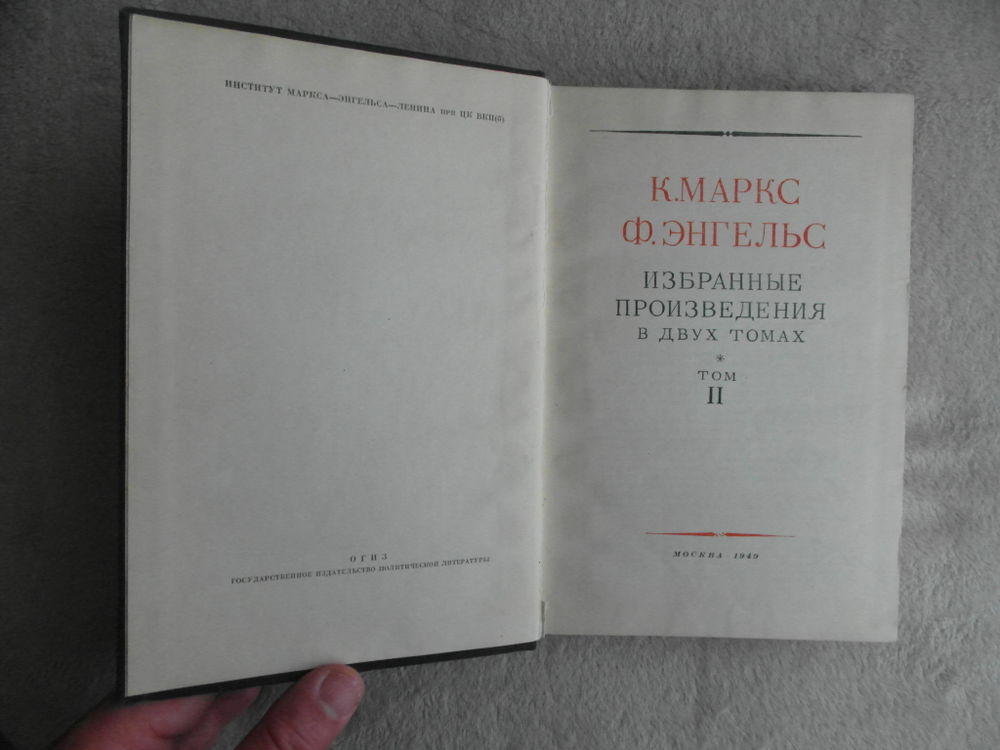 ИНСТИТУТ МАРКСА—ЭНГЕЛЬСА—ЛЕНИНА ПРИ ЦК ВКП(б)
ОГИЗ
ГОСУДАРСТВЕННОЕ ИЗДАТЕЛЬСТВО ПОЛИТИЧЕСКОЙ ЛИТЕРАТУРЫ
К. МАРКС
Ф. ЭНГЕЛЬС
ИЗБРАННЫЕ
ПРОИЗВЕДЕНИЯ
В ДВУХ ТОМАХ
*
ТОМ
II
МОСКВА · 1949